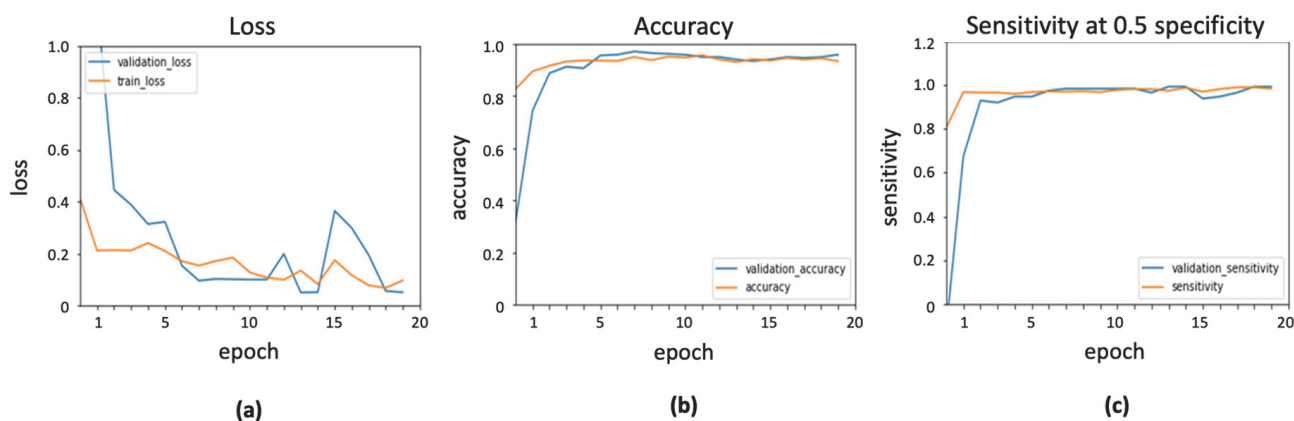 Loss
1.0
0.8
0.6
0.4
0.2
0
loss
validation_loss
train_loss
1 5 10 15 20
epoch
(a)
Accuracy
1.0
0.8
0.6
0.4
0.2
0
accuracy
validation_accuracy
accuracy
1 5 10 15 20
epoch
(b)
Sensitivity at 0.5 specificity
1.2
1.0
0.8
0.6
0.4
0.2
0
sensitivity
validation_sensitivity
sensitivity
1 5 10 15 20
epoch
(c)